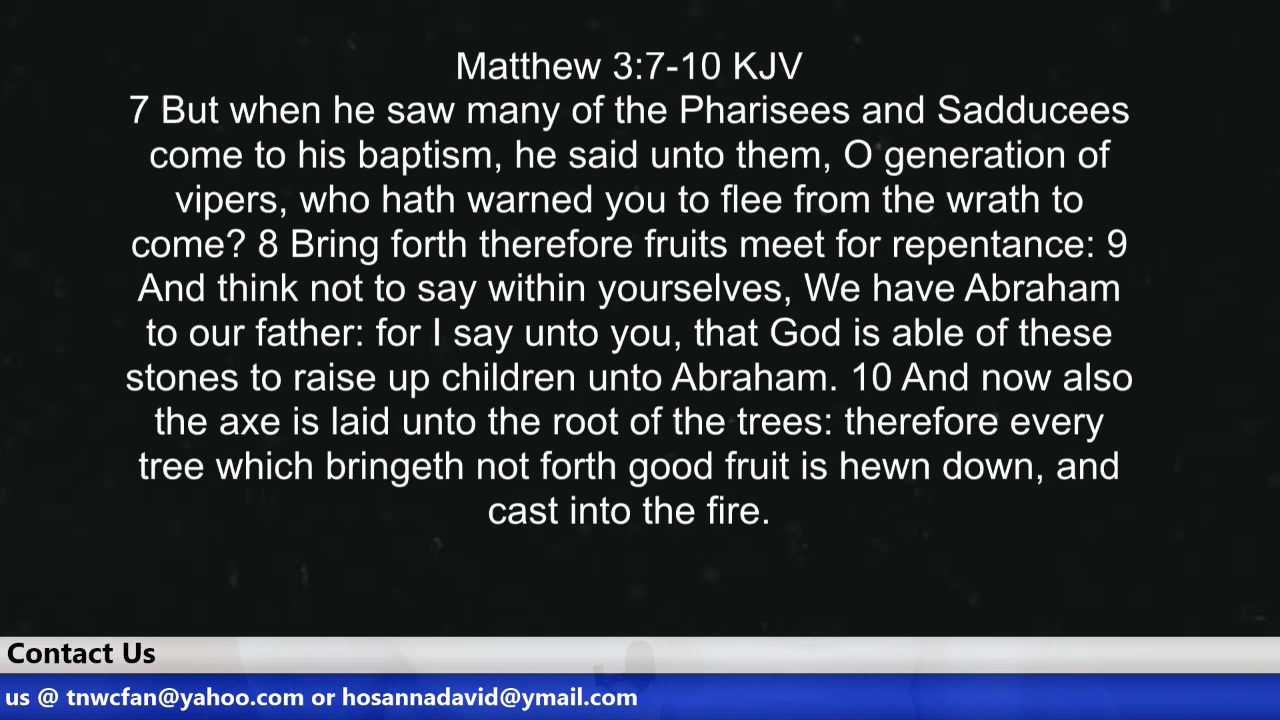 Matthew 3:7-10 KJV
7 But when he saw many of the Pharisees and Sadducees
come to his baptism, he said unto them, O generation of
vipers, who hath warned you to flee from the wrath to
come? 8 Bring forth therefore fruits meet for repentance: 9
And think not to say within yourselves, We have Abraham
to our father: for I say unto you, that God is able of these
stones to raise up children unto Abraham. 10 And now also
the axe is laid unto the root of the trees: therefore every
tree which bringeth not forth good fruit is hewn down, and
cast into the fire.
Contact Us
us @ tnwcfan@yahoo.com or hosannadavid@ymail.com